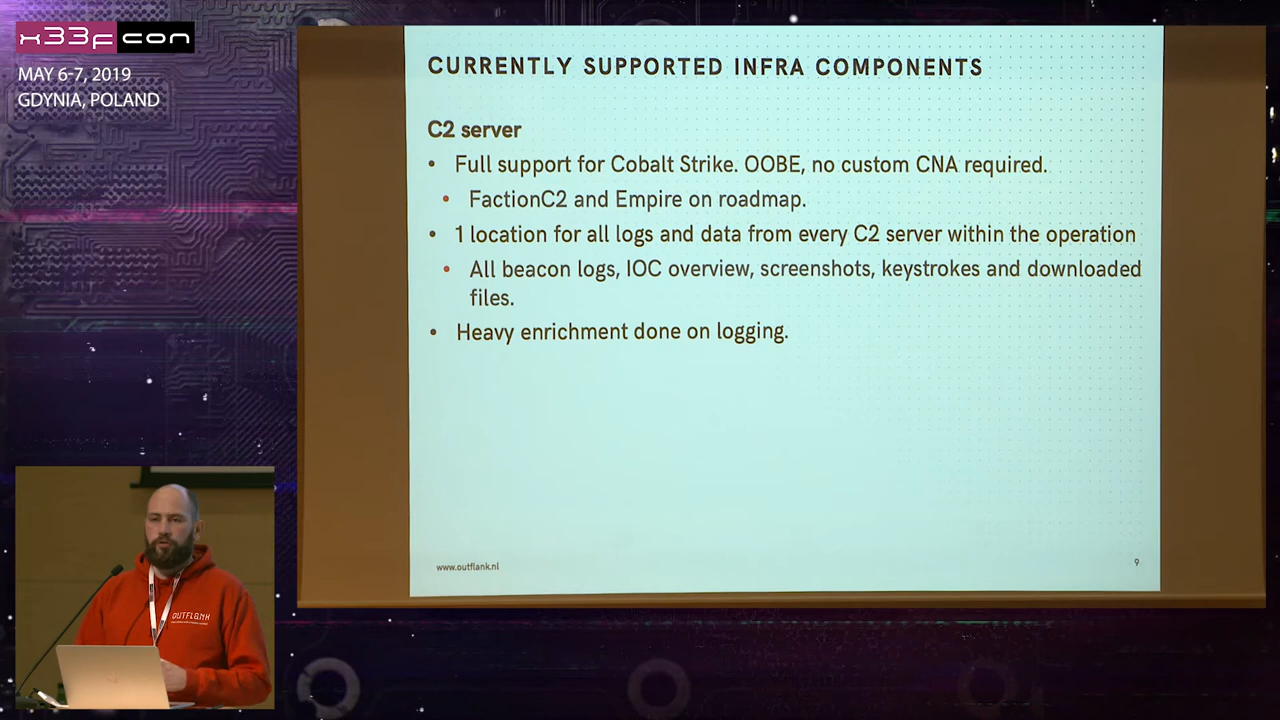 x33fcon
MAY 6-7, 2019
GDYNIA, POLAND
CURRENTLY SUPPORTED INFRA COMPONENTS
C2 server
• Full support for Cobalt Strike. OOBE, no custom CNA required.
• FactionC2 and Empire on roadmap.
• 1 location for all logs and data from every C2 server within the operation
• All beacon logs, IOC overview, screenshots, keystrokes and downloaded
files.
• Heavy enrichment done on logging.
www.outflank.nl
9
OUTFLANK